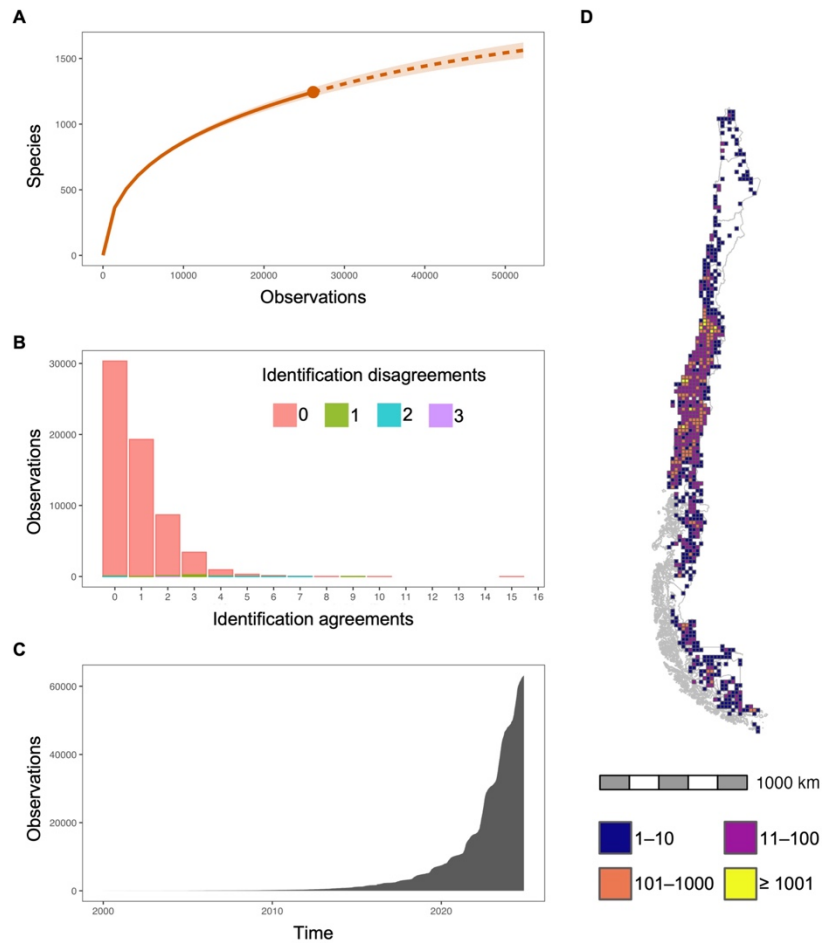 A
1500
1000
500
0
Species
0 10000 20000 30000 40000 50000
Observations
B
30000
20000
10000
0
Observations
Identification disagreements
0 1 2 3
0 1 2 3 4 5 6 7 8 9 10 11 12 13 14 15 16
Identification agreements
C
60000
40000
20000
0
Observations
2000 2010 2020
Time
D
1000 km
1–10 11–100
101–1000 ≥ 1001